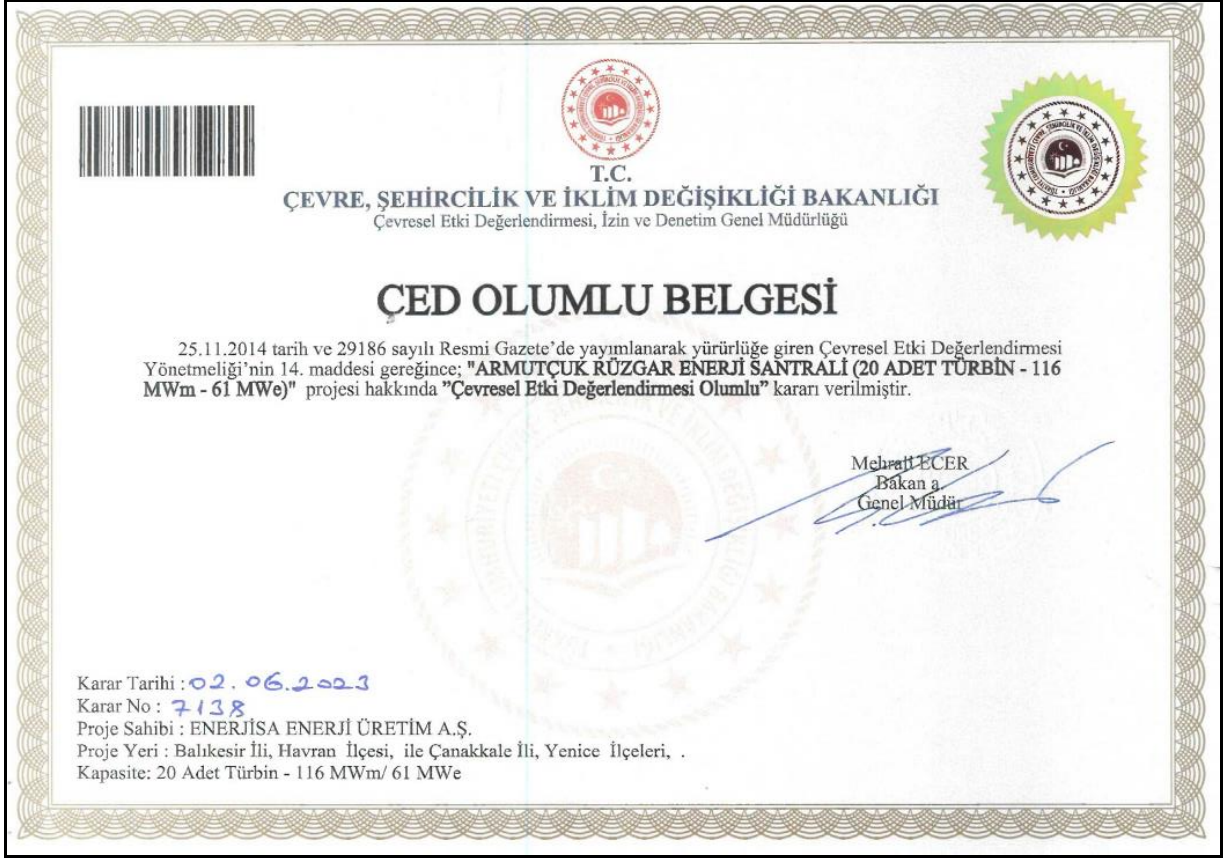 T.C.
ÇEVRE, ŞEHİRCİLİK VE İKLİM DEĞİŞİKLİĞİ BAKANLIĞI
Çevresel Etki Değerlendirmesi, İzin ve Denetim Genel Müdürlüğü
ÇED OLUMLU BELGESİ
25.11.2014 tarih ve 29186 sayılı Resmi Gazete’de yayımlanarak yürürlüğe giren Çevresel Etki Değerlendirmesi
Yönetmeliği’nin 14. maddesi gereğince; "ARMUTÇUK RÜZGAR ENERJİ SANTRALİ (20 ADET TÜRBİN - 116
MWm - 61 MWe)" projesi hakkında ”Çevresel Etki Değerlendirmesi Olumlu” kararı verilmiştir.
Mehrali ECER
Bakan a.
Genel Müdür
Karar Tarihi : 02.06.2023
Karar No : 7138
Proje Sahibi : ENERJİSA ENERJİ ÜRETİM A.Ş.
Proje Yeri : Balıkesir İli, Havran İlçesi, ile Çanakkale İli, Yenice İlçeleri, .
Kapasite: 20 Adet Türbin - 116 MWm/ 61 MWe